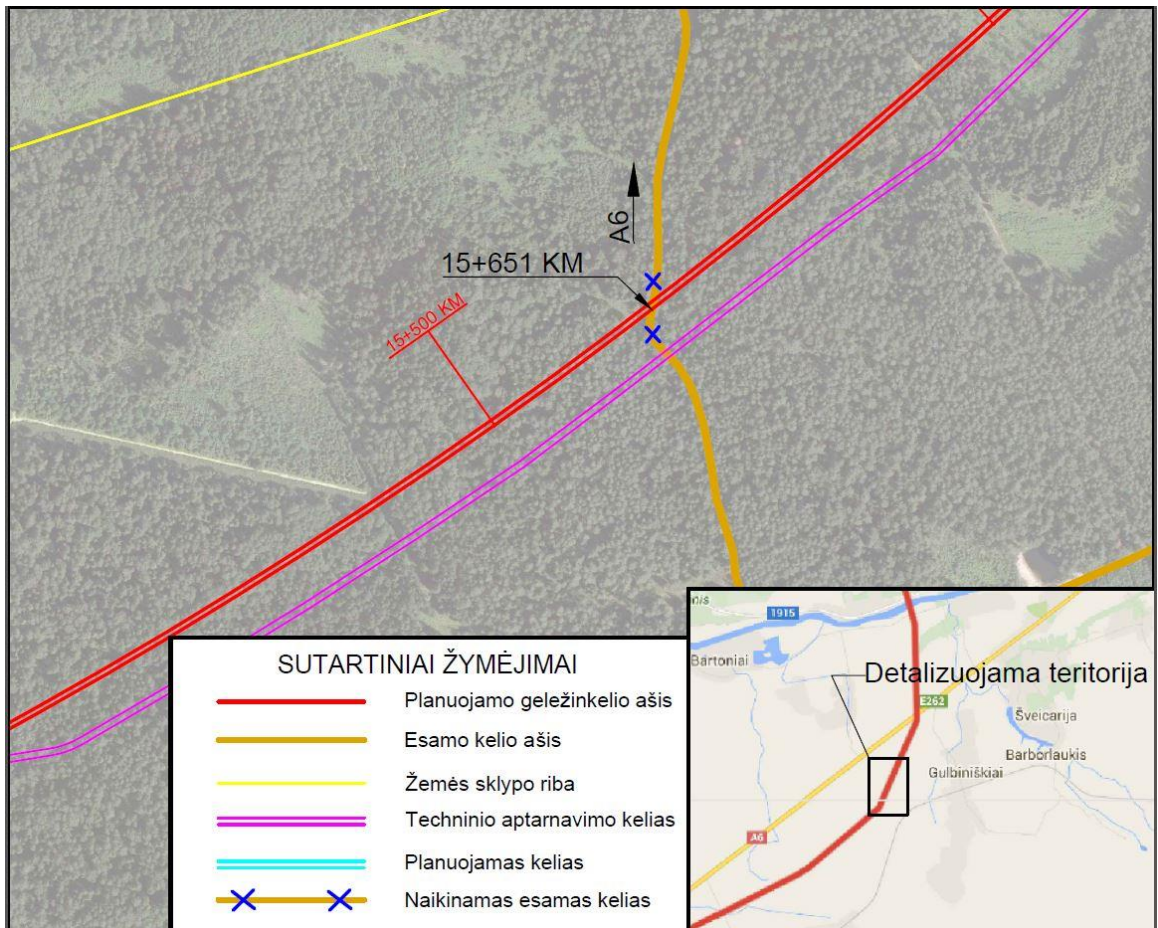 A6
15+651 KM
15+500 KM
SUTARTINIAI ŽYMĖJIMAI
Planuojamo geležinkelio ašis
Esamo kelio ašis
Žemės sklypo riba
Techninio aptarnavimo kelias
Planuojamas kelias
Naikinamas esamas kelias
nis
1915
Bartoniai
Detalizuojama teritorija
E262
Šveicarija
Barborlaukis
Gulbiniškiai
A6